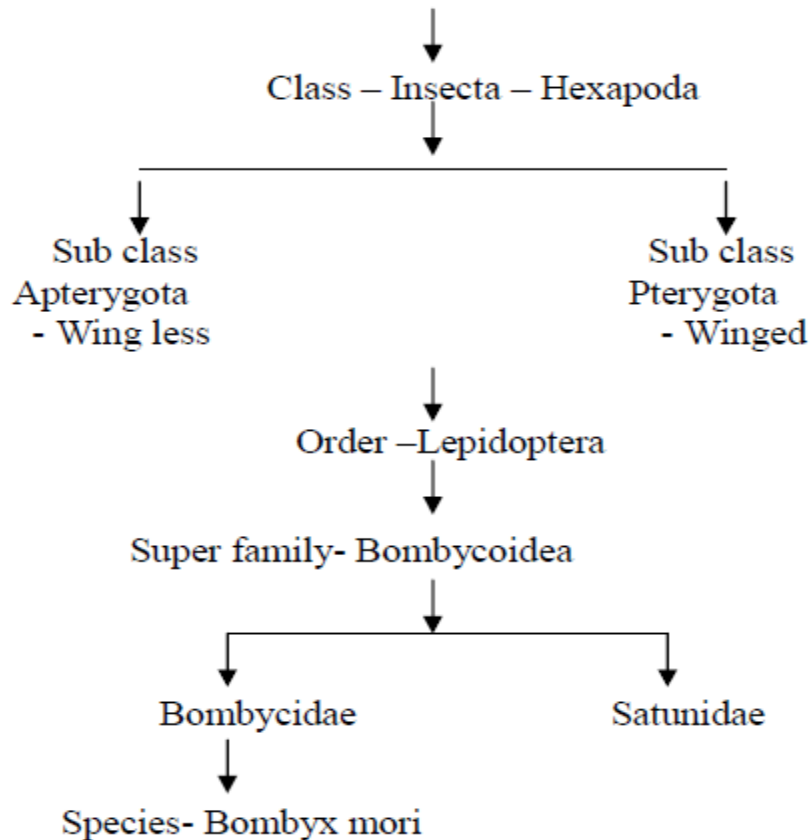 Class – Insecta – Hexapoda
Sub class
Apterygota
- Wing less
Sub class
Pterygota
- Winged
Order –Lepidoptera
Super family- Bombycoidea
Bombycidae
Satunidae
Species- Bombyx mori